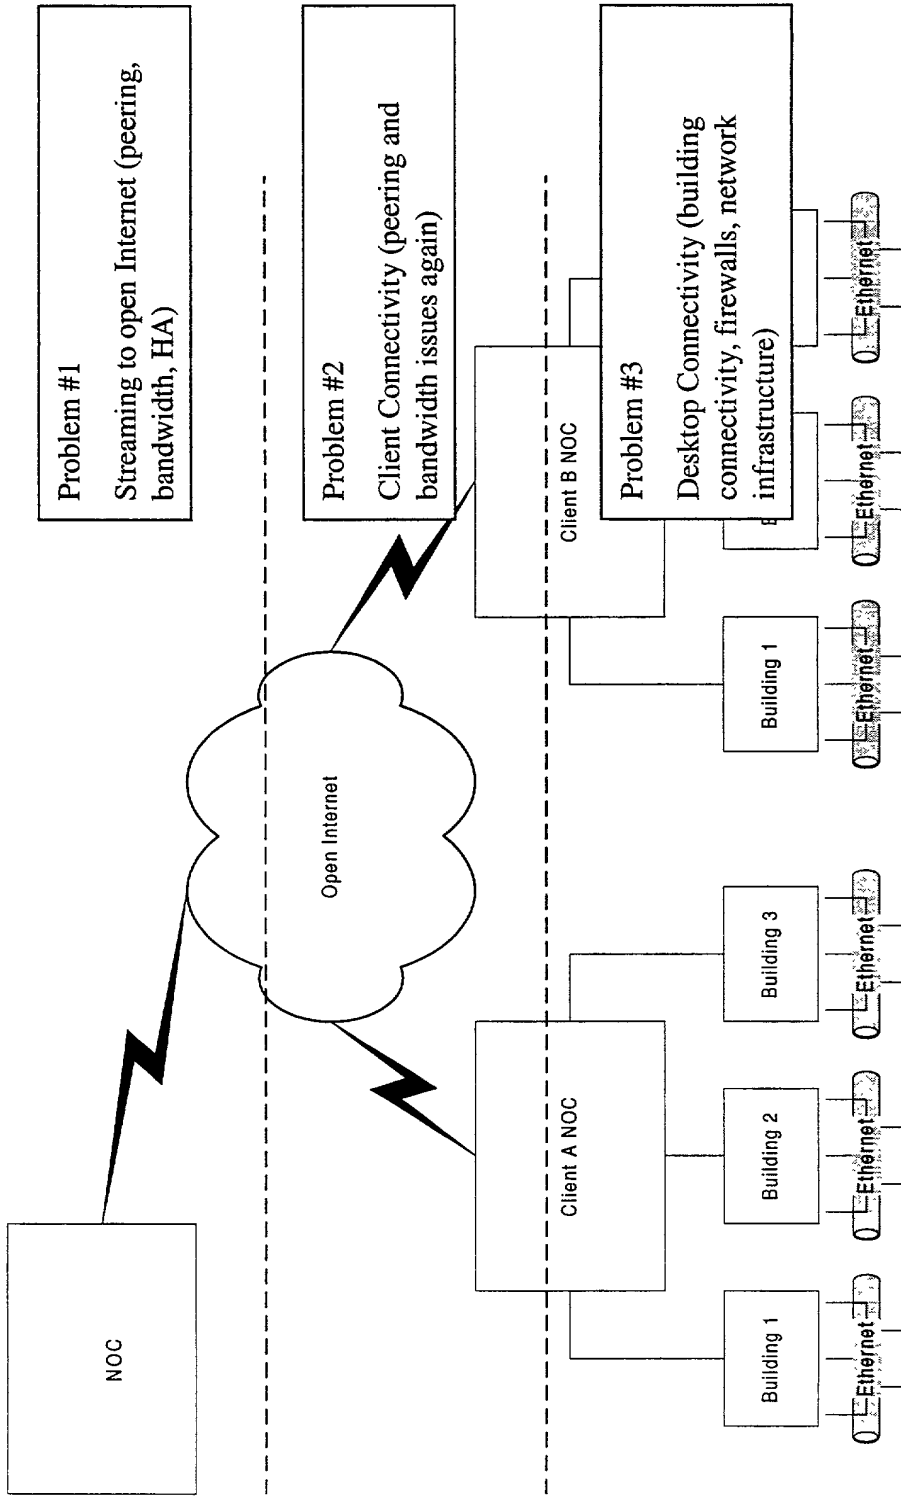 NOC
Problem #1
Streaming to open Internet (peering,
bandwidth, HA)
Open Internet
Problem #2
Client Connectivity (peering and
bandwidth issues again)
Client A NOC
Client B NOC
Problem #3
Desktop Connectivity (building
connectivity, firewalls, network
infrastructure)
Building 1
Building 2
Building 3
Building 1
Ethernet
Ethernet
Ethernet
Ethernet
Ethernet
Ethernet